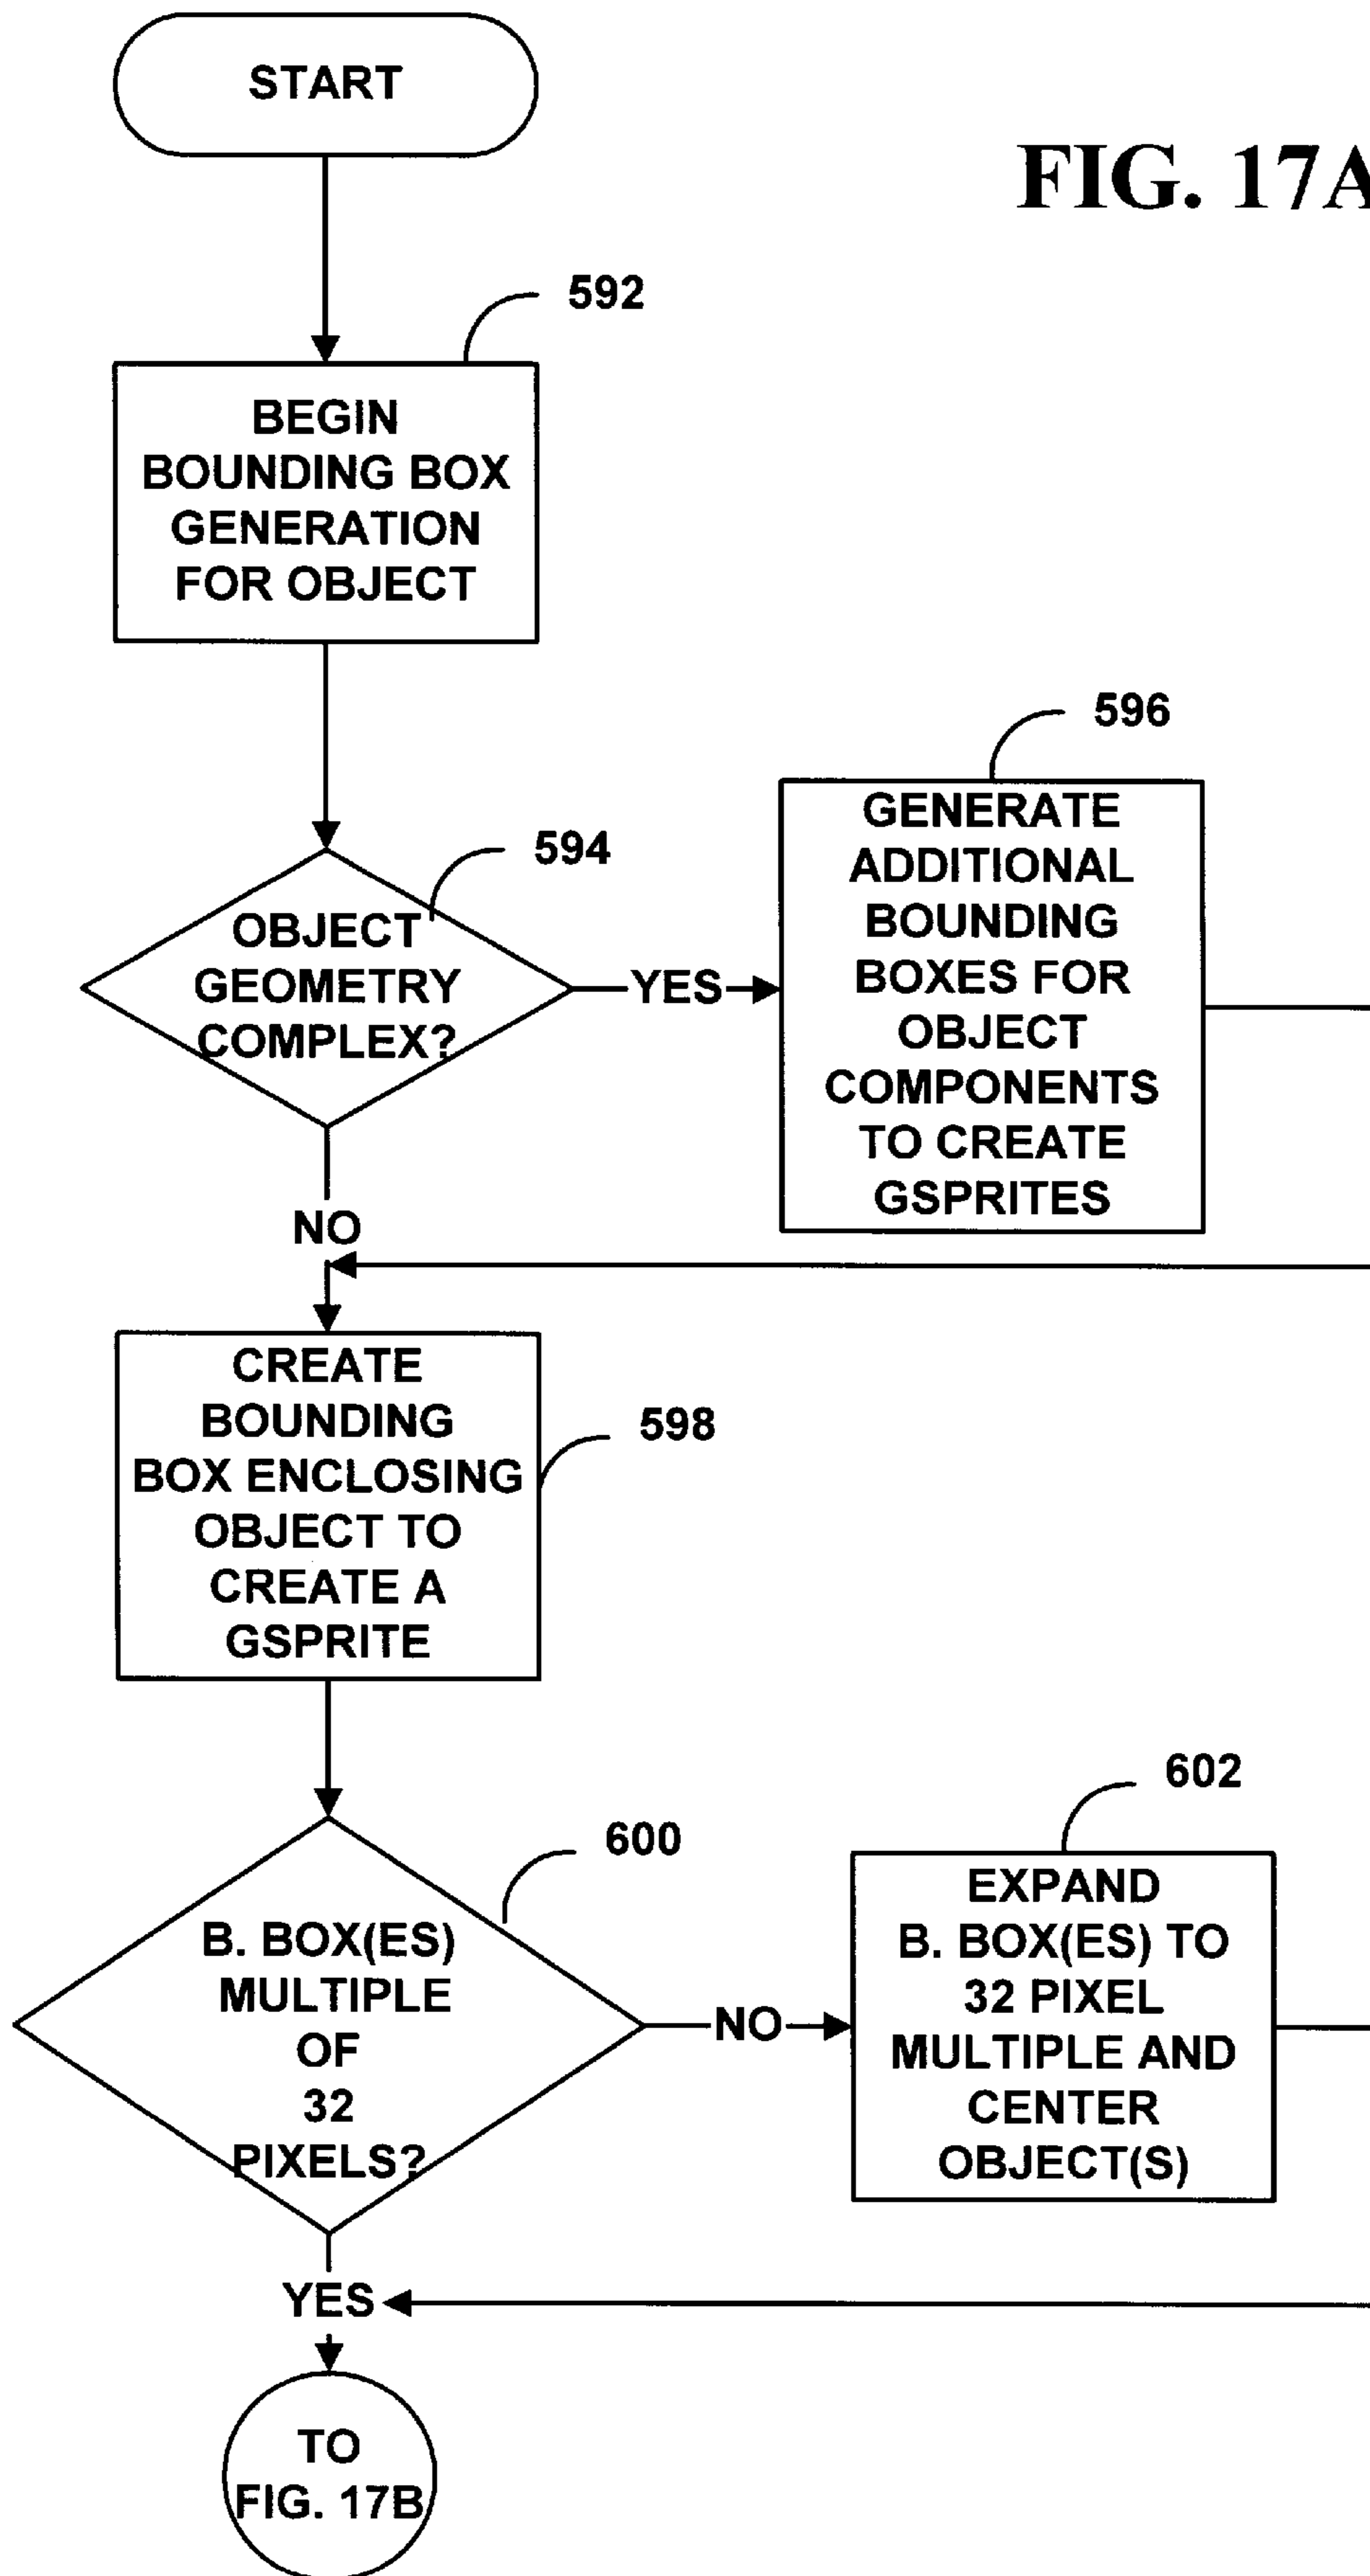 START
FIG. 17A
592
BEGIN
BOUNDING BOX
GENERATION
FOR OBJECT
594
OBJECT
GEOMETRY
COMPLEX?
YES
596
GENERATE
ADDITIONAL
BOUNDING
BOXES FOR
OBJECT
COMPONENTS
TO CREATE
GSPRITES
NO
CREATE
BOUNDING
BOX ENCLOSING
OBJECT TO
CREATE A
GSPRITE
598
600
B. BOX(ES)
MULTIPLE
OF
32
PIXELS?
NO
602
EXPAND
B. BOX(ES) TO
32 PIXEL
MULTIPLE AND
CENTER
OBJECT(S)
YES
TO
FIG. 17B